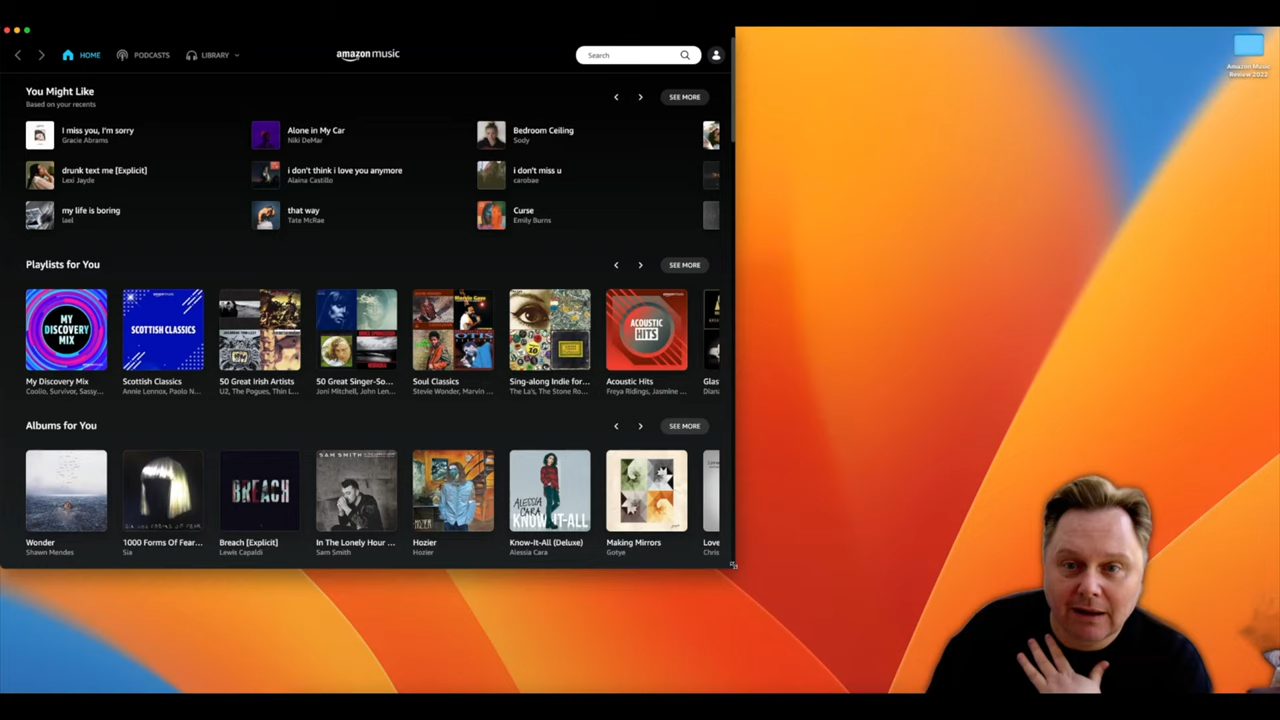 HOME
PODCASTS
LIBRARY
amazon music
Search
Amazon Music
Review 2022
You Might Like
Based on your recents
SEE MORE
I miss you, I'm sorry
Gracie Abrams
Alone in My Car
Niki DeMar
Bedroom Ceiling
Sody
drunk text me [Explicit]
Lexi Jayde
i don't think i love you anymore
Alaina Castillo
i don't miss u
carobae
my life is boring
lael
that way
Tate McRae
Curse
Emily Burns
Playlists for You
SEE MORE
MY
DISCOVERY
MIX
SCOTTISH CLASSICS
ACOUSTIC
HITS
My Discovery Mix
Coolio, Survivor, Sassy...
Scottish Classics
Annie Lennox, Paolo N...
50 Great Irish Artists
U2, The Pogues, Thin L...
50 Great Singer-So...
Joni Mitchell, John Len...
Soul Classics
Stevie Wonder, Marvin ...
Sing-along Indie for...
The La's, The Stone Ro...
Acoustic Hits
Freya Ridings, Jasmine ...
Glas
Diana
Albums for You
SEE MORE
BREACH
SAM SMITH
HOZIER
ALESSIA
CARA
KNOW-IT-ALL
Wonder
Shawn Mendes
1000 Forms Of Fear...
Sia
Breach [Explicit]
Lewis Capaldi
In The Lonely Hour ...
Sam Smith
Hozier
Hozier
Know-It-All (Deluxe)
Alessia Cara
Making Mirrors
Gotye
Love
Chris